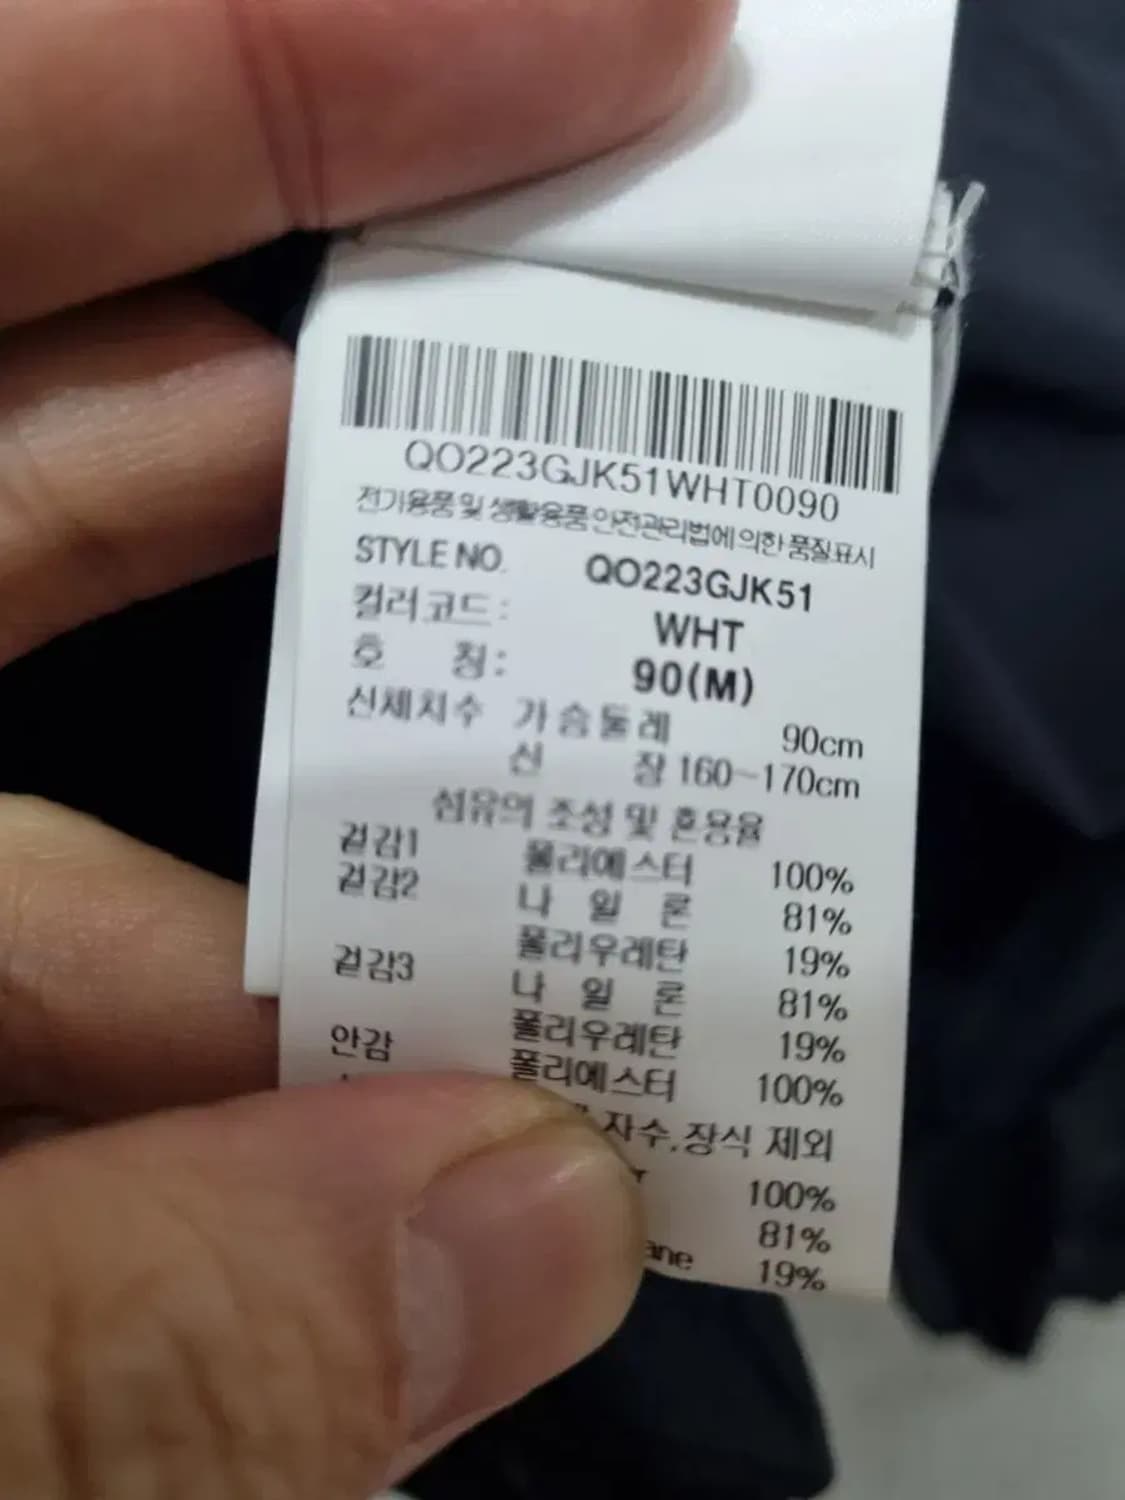 QO223GJK51WHT0090
전기용품 및 생활용품 안전관리법에 의한 품질표시
STYLE NO. QO223GJK51
컬러코드 : WHT
호 칭 : 90(M)
신체치수 가슴둘레 90cm
신 장 160~170cm
섬유의 조성 및 혼용율
겉감1 폴리에스터 100%
겉감2 나 일 론 81%
폴리우레탄 19%
겉감3 나 일 론 81%
폴리우레탄 19%
안감 폴리에스터 100%
자수.장식 제외
100%
81%
19%